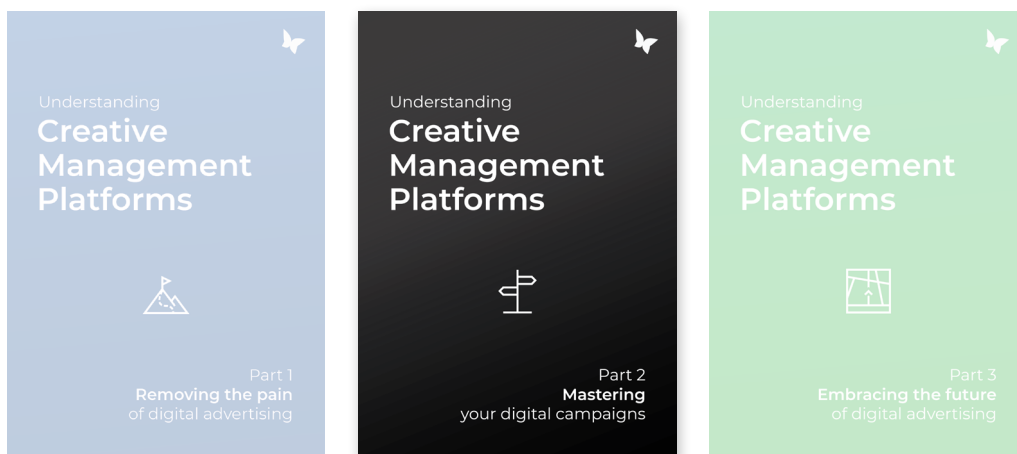 Understanding
Creative
Management
Platforms
Part 1
Removing the pain
of digital advertising
Understanding
Creative
Management
Platforms
Part 2
Mastering
your digital campaigns
Understanding
Creative
Management
Platforms
Part 3
Embracing the future
of digital advertising